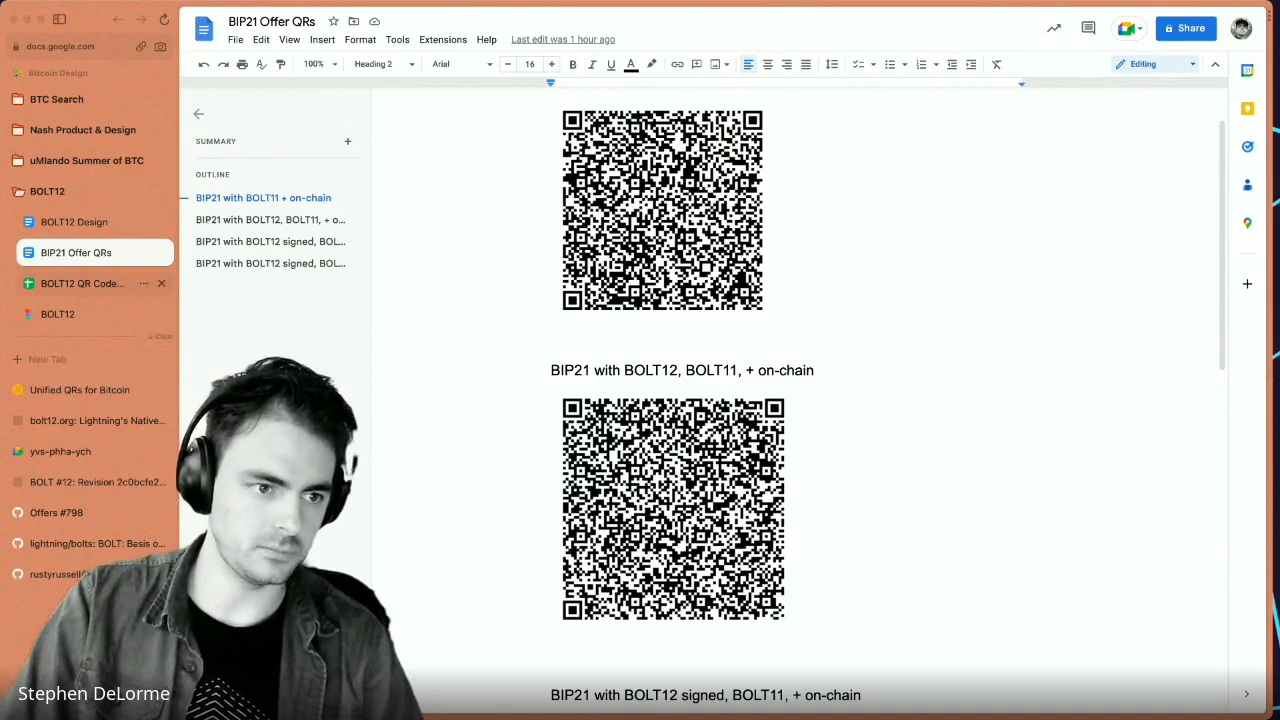 docs.google.com
Bitcoin Design
BTC Search
Nash Product & Design
uMlando Summer of BTC
BOLT12
BOLT12 Design
BIP21 Offer QRs
BOLT12 QR Code...
BOLT12
Clear
New Tab
Unified QRs for Bitcoin
bolt12.org: Lightning's Native...
yvs-phha-ych
BOLT #12: Revision 2c0bcfe2...
Offers #798
lightning/bolts: BOLT: Basis o...
rustyrussell/
BIP21 Offer QRs
File Edit View Insert Format Tools Extensions Help Last edit was 1 hour ago
Share
100% Heading 2 Arial 16 B I U A Editing
SUMMARY
OUTLINE
BIP21 with BOLT11 + on-chain
BIP21 with BOLT12, BOLT11, + o...
BIP21 with BOLT12 signed, BOL...
BIP21 with BOLT12 signed, BOL...
BIP21 with BOLT12, BOLT11, + on-chain
BIP21 with BOLT12 signed, BOLT11, + on-chain
Stephen DeLorme